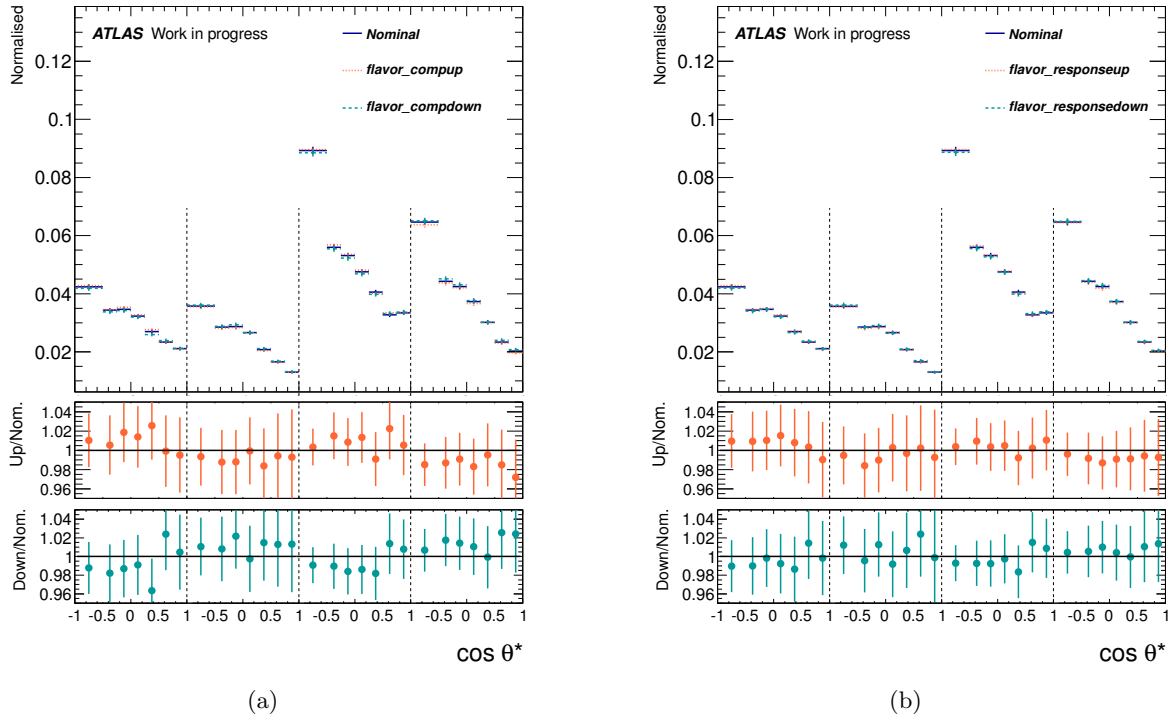 Normalised
ATLAS Work in progress
Nominal
flavor_compup
flavor_compdown
0.12
0.1
0.08
0.06
0.04
0.02
Up/Nom.
1.04
1.02
1
0.98
0.96
Down/Nom.
1.04
1.02
1
0.98
0.96
-1 -0.5 0 0.5 1 -0.5 0 0.5 1 -0.5 0 0.5 1 -0.5 0 0.5 1
cos θ*
(a)
Normalised
ATLAS Work in progress
Nominal
flavor_responseup
flavor_responsedown
0.12
0.1
0.08
0.06
0.04
0.02
Up/Nom.
1.04
1.02
1
0.98
0.96
Down/Nom.
1.04
1.02
1
0.98
0.96
-1 -0.5 0 0.5 1 -0.5 0 0.5 1 -0.5 0 0.5 1 -0.5 0 0.5 1
cos θ*
(b)